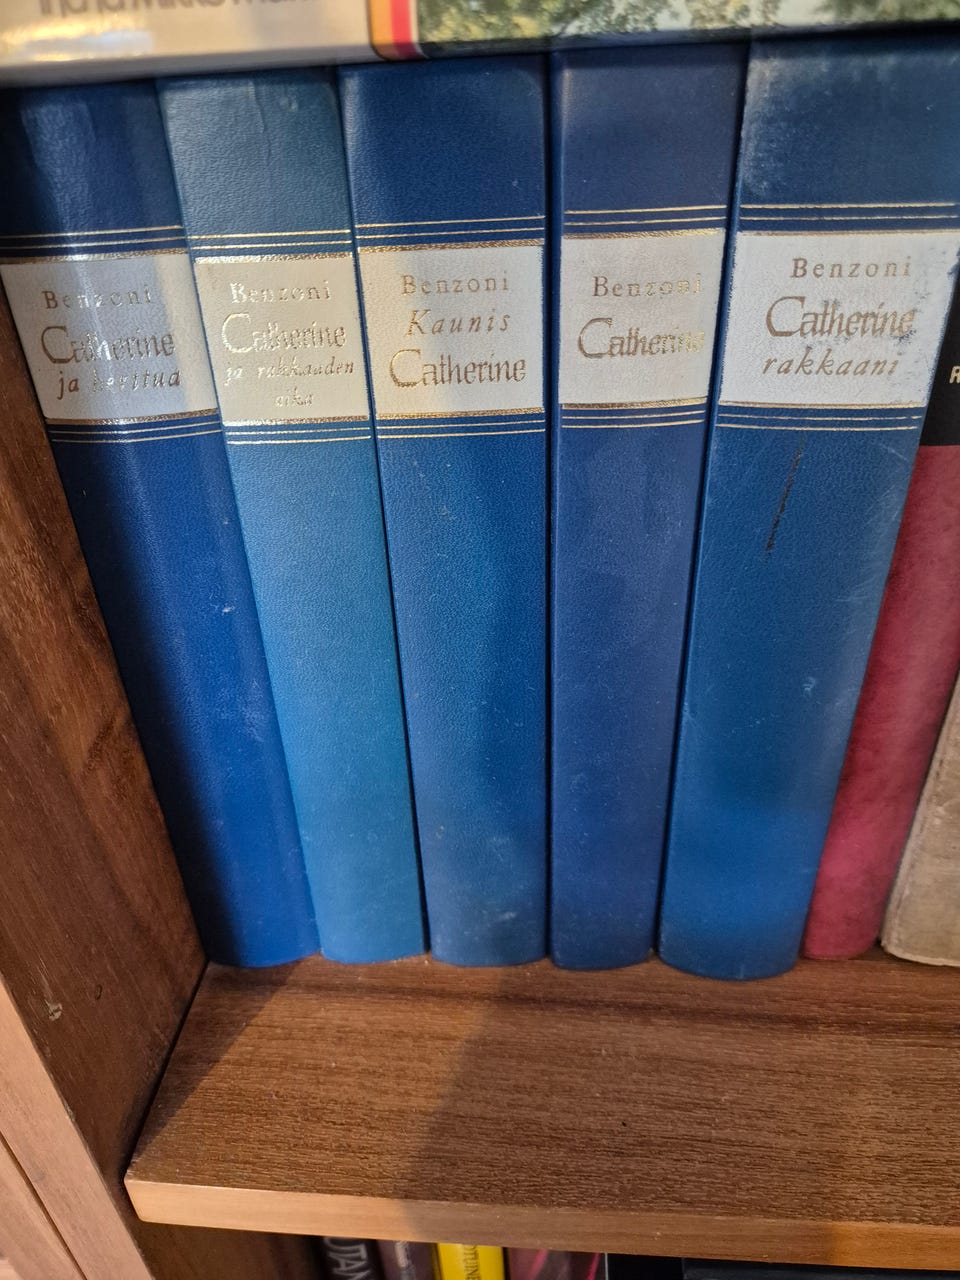 Benzoni
Catherine
ja herttua
Benzoni
Catherine
ja rakkauden
aika
Benzoni
Kaunis
Catherine
Benzoni
Catherine
Benzoni
Catherine
rakkaani
R